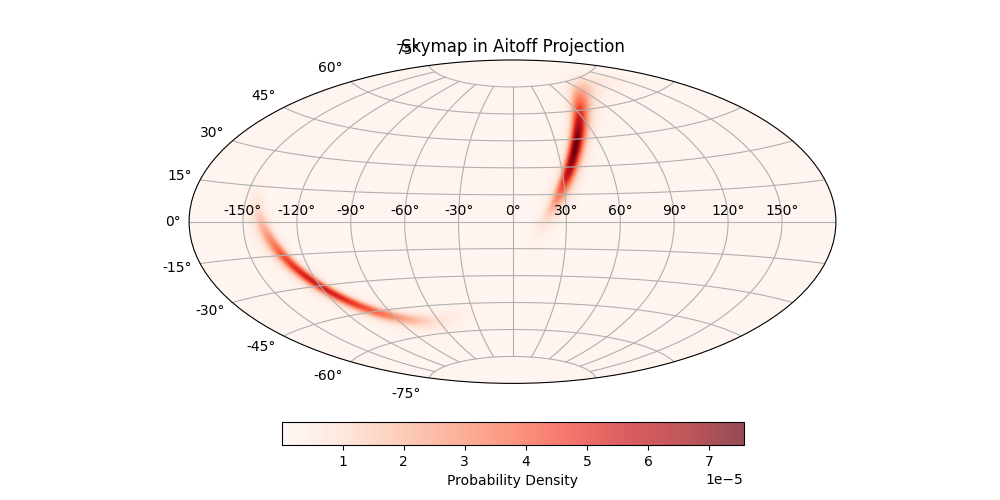 Skymap in Aitoff Projection
75°
60°
45°
30°
15°
0°
-15°
-30°
-45°
-60°
-75°
-150° -120° -90° -60° -30° 0° 30° 60° 90° 120° 150°
1 2 3 4 5 6 7
1e−5
Probability Density